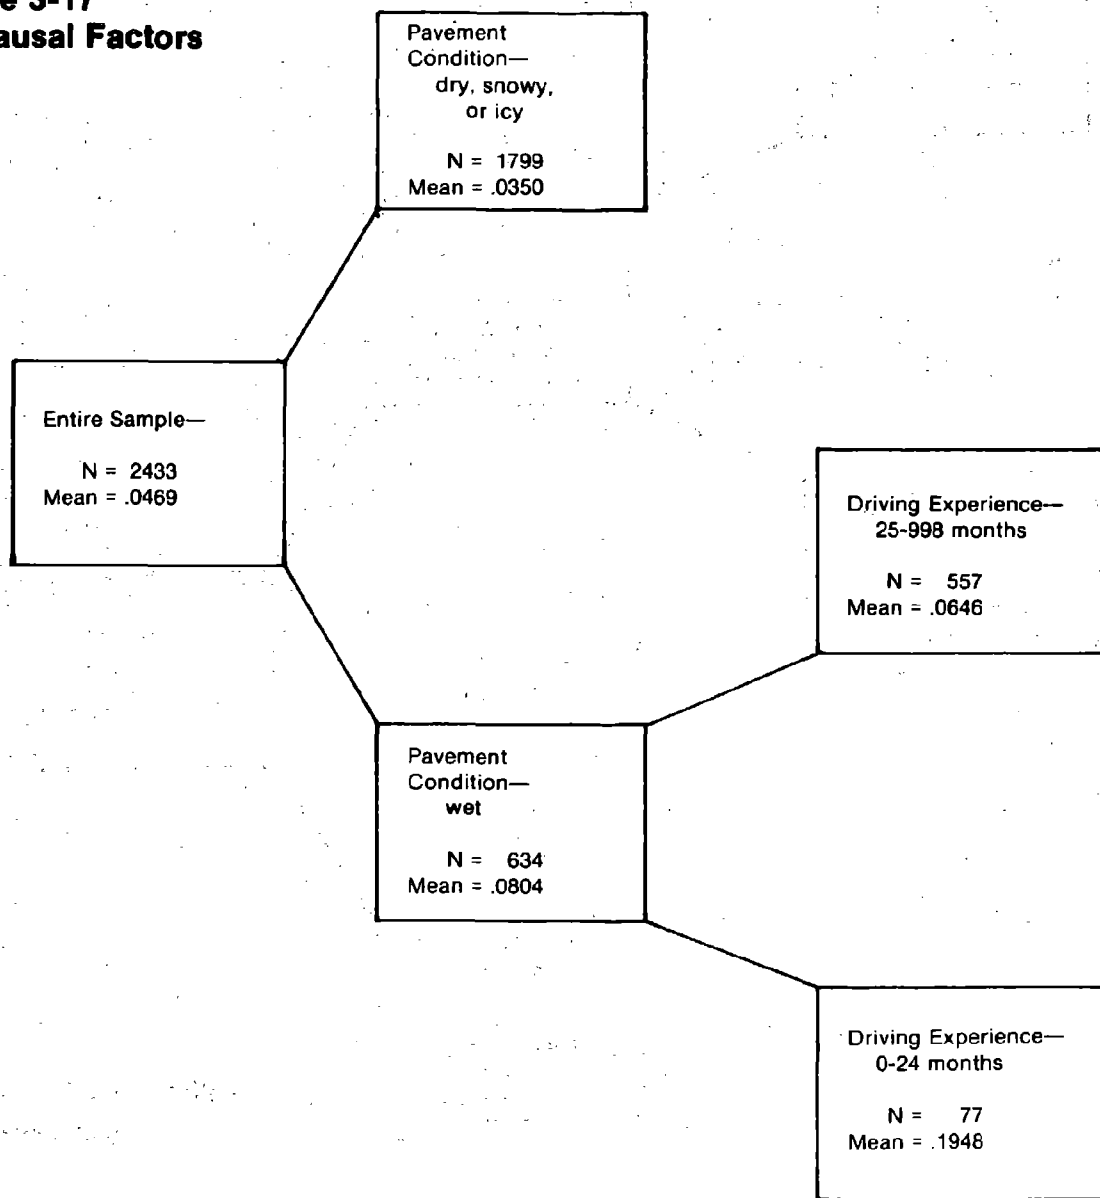 e 3-17
ausal Factors
Pavement
Condition—
dry, snowy,
or icy
N = 1799
Mean = .0350
Entire Sample—
N = 2433
Mean = .0469
Driving Experience—
25-998 months
N = 557
Mean = .0646
Pavement
Condition—
wet
N = 634
Mean = .0804
Driving Experience—
0-24 months
N = 77
Mean = .1948